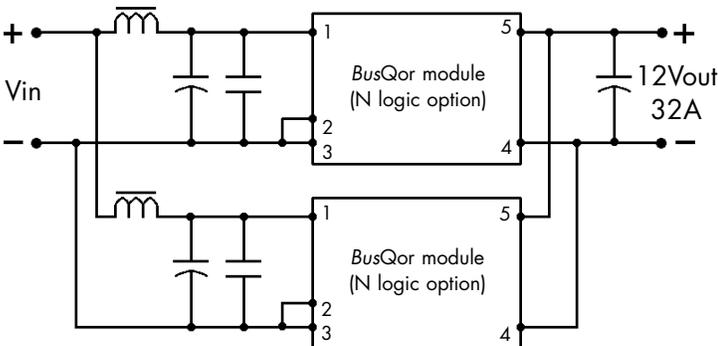 +
1
5
+
Vin
BusQor module
(N logic option)
12Vout
32A
2
–
3
4
–
1
5
BusQor module
(N logic option)
2
3
4